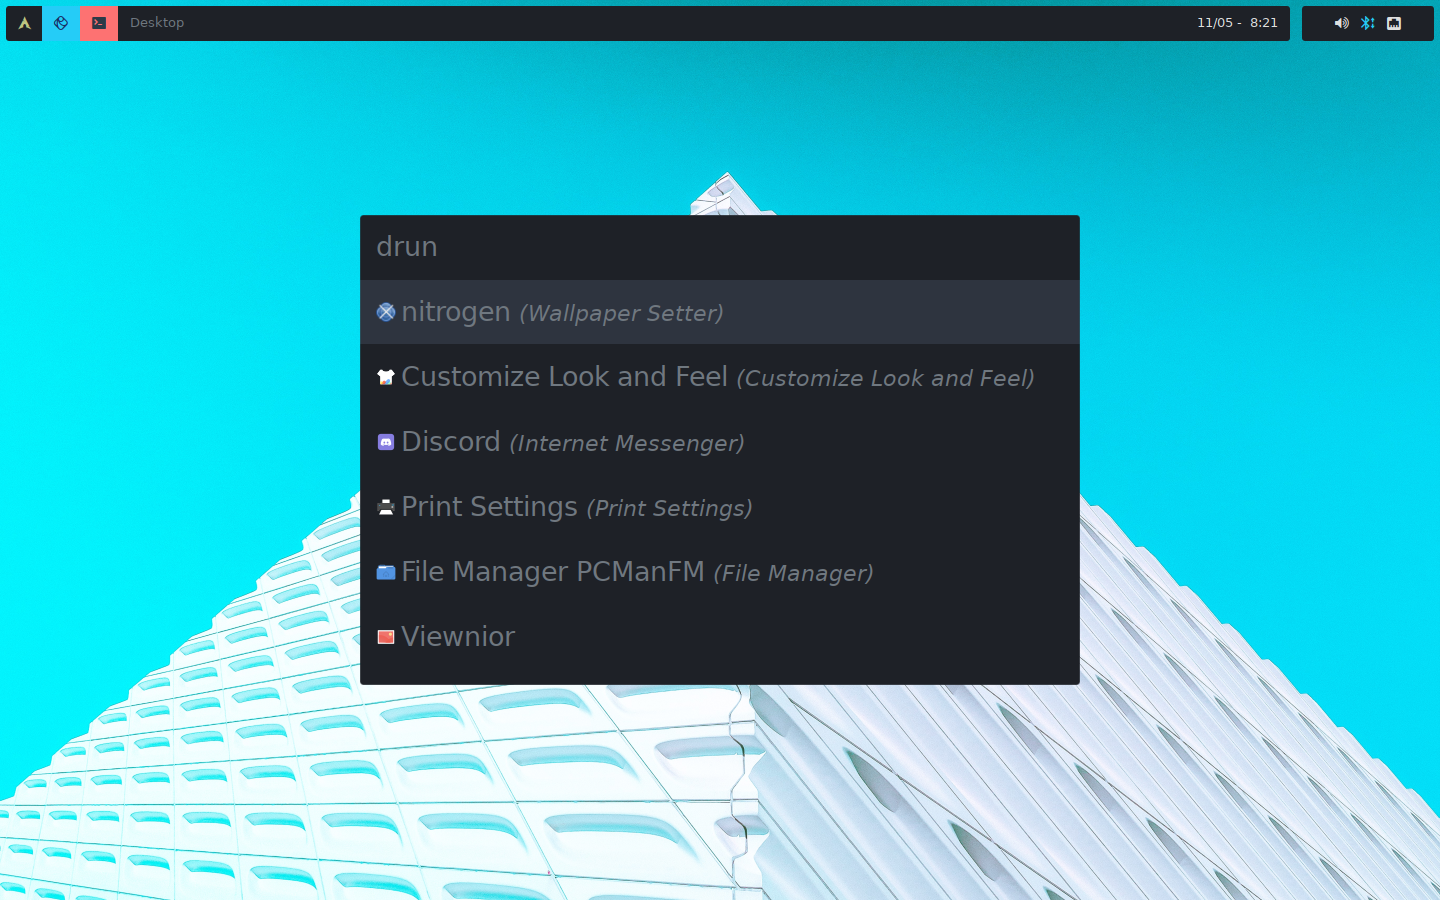 Desktop
11/05 - 8:21
drun
nitrogen (Wallpaper Setter)
Customize Look and Feel (Customize Look and Feel)
Discord (Internet Messenger)
Print Settings (Print Settings)
File Manager PCManFM (File Manager)
Viewnior